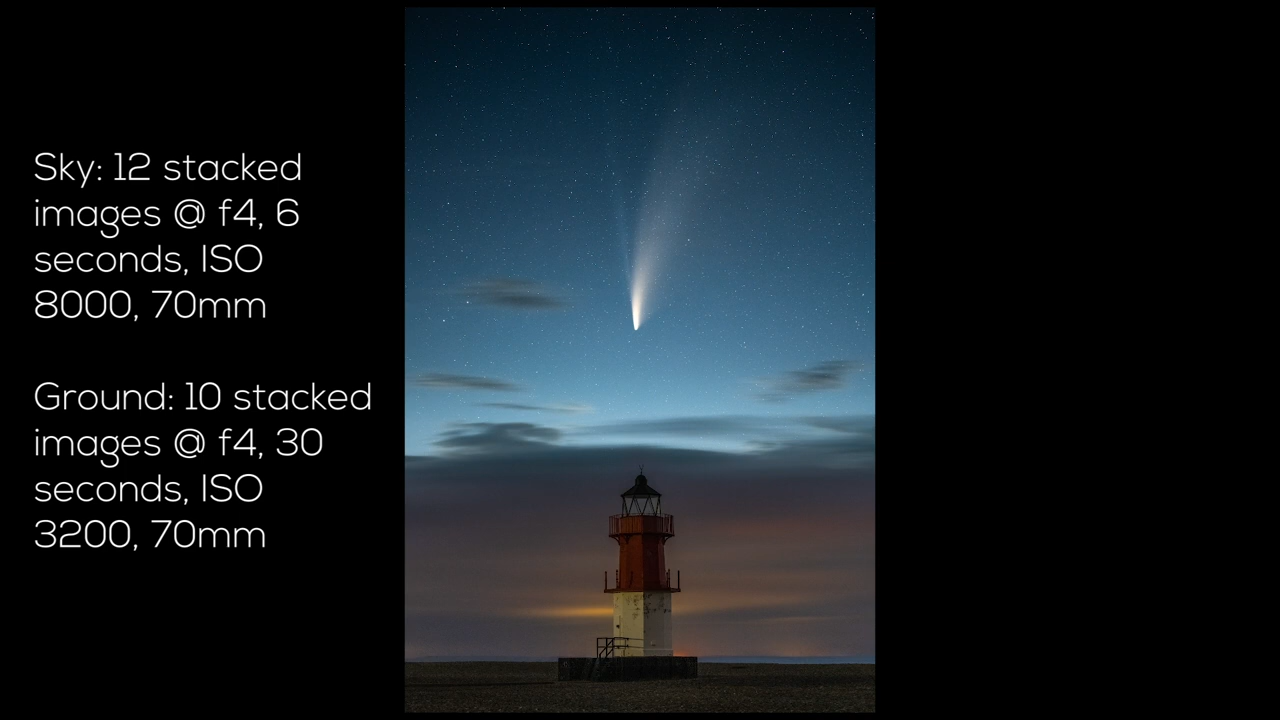 Sky: 12 stacked
images @ f4, 6
seconds, ISO
8000, 70mm
Ground: 10 stacked
images @ f4, 30
seconds, ISO
3200, 70mm